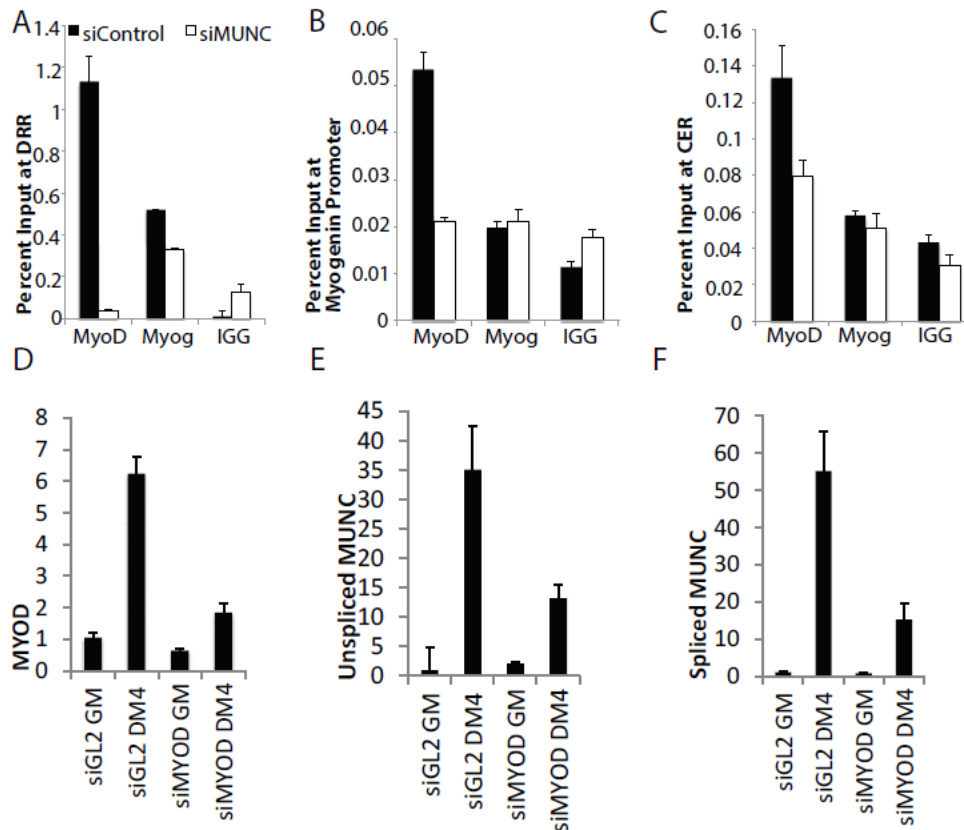 A
siControl siMUNC
Percent Input at DRR
1.4
1.2
1
0.8
0.6
0.4
0.2
0
MyoD Myog IGG
B
Percent Input at
Myogenin Promoter
0.06
0.05
0.04
0.03
0.02
0.01
0
MyoD Myog IGG
C
Percent Input at CER
0.16
0.14
0.12
0.10
0.08
0.06
0.04
0.02
0
MyoD Myog IGG
D
MYOD
8
7
6
5
4
3
2
1
0
siGL2 GM
siGL2 DM4
siMYOD GM
siMYOD DM4
E
Unspliced MUNC
45
40
35
30
25
20
15
10
5
0
siGL2 GM
siGL2 DM4
siMYOD GM
siMYOD DM4
F
Spliced MUNC
70
60
50
40
30
20
10
0
siGL2 GM
siGL2 DM4
siMYOD GM
siMYOD DM4